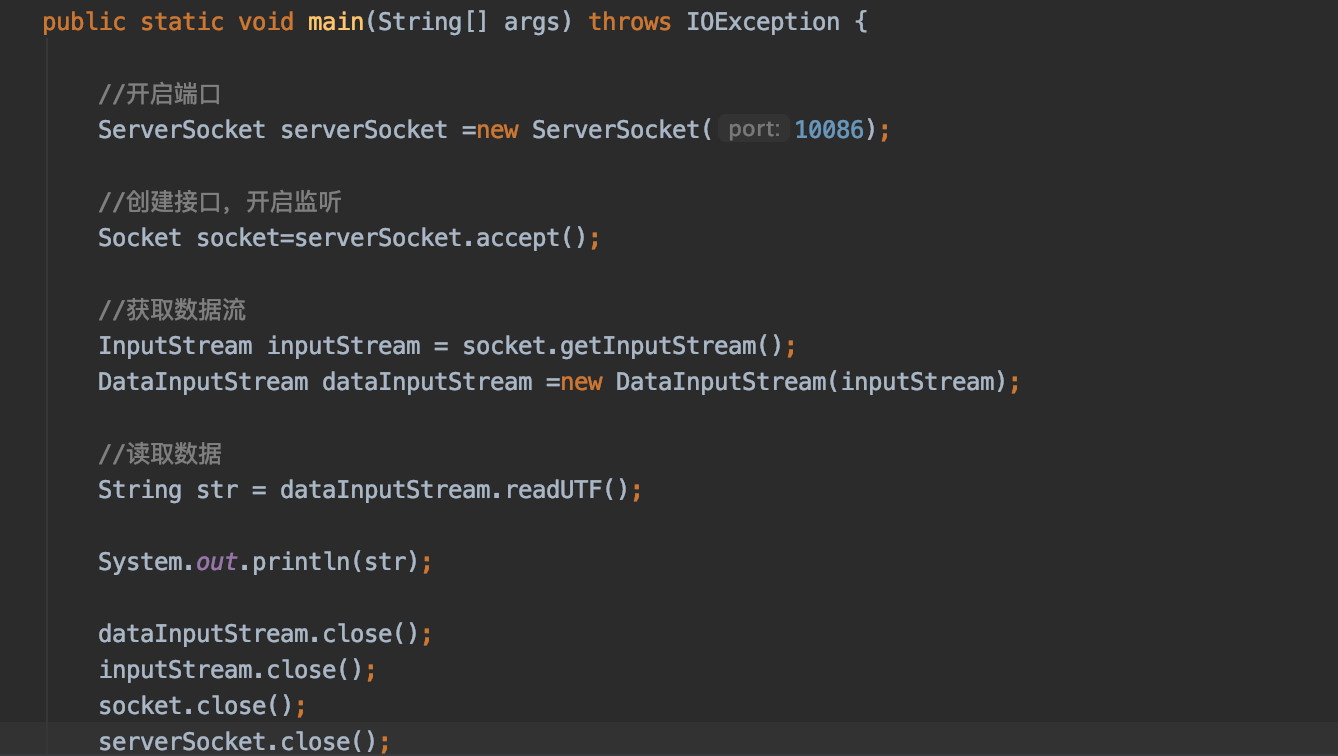 public static void main(String[] args) throws IOException {
//开启端口
ServerSocket serverSocket =new ServerSocket( port: 10086);
//创建接口，开启监听
Socket socket=serverSocket.accept();
//获取数据流
InputStream inputStream = socket.getInputStream();
DataInputStream dataInputStream =new DataInputStream(inputStream);
//读取数据
String str = dataInputStream.readUTF();
System.out.println(str);
dataInputStream.close();
inputStream.close();
socket.close();
serverSocket.close();